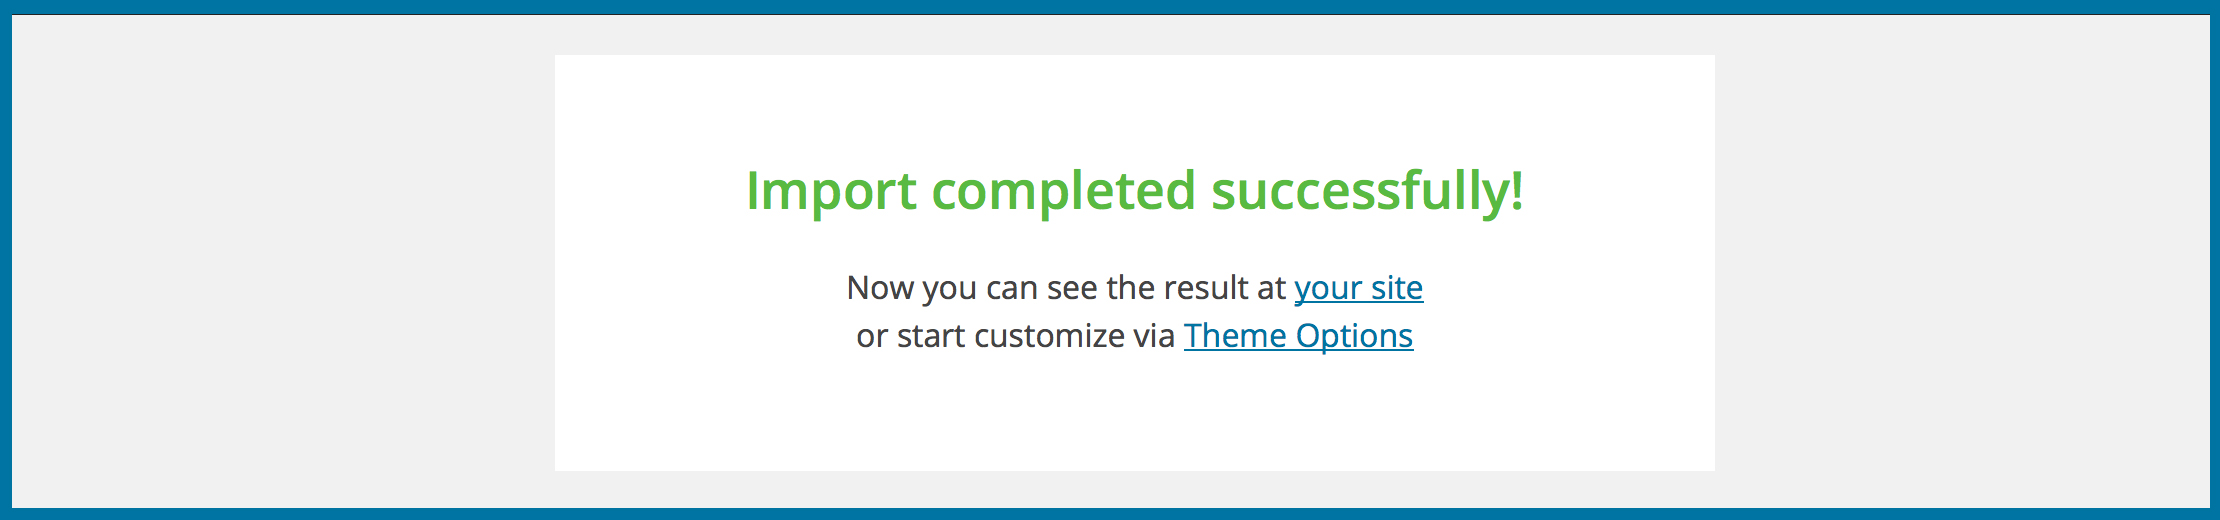 Import completed successfully!
Now you can see the result at your site
or start customize via Theme Options